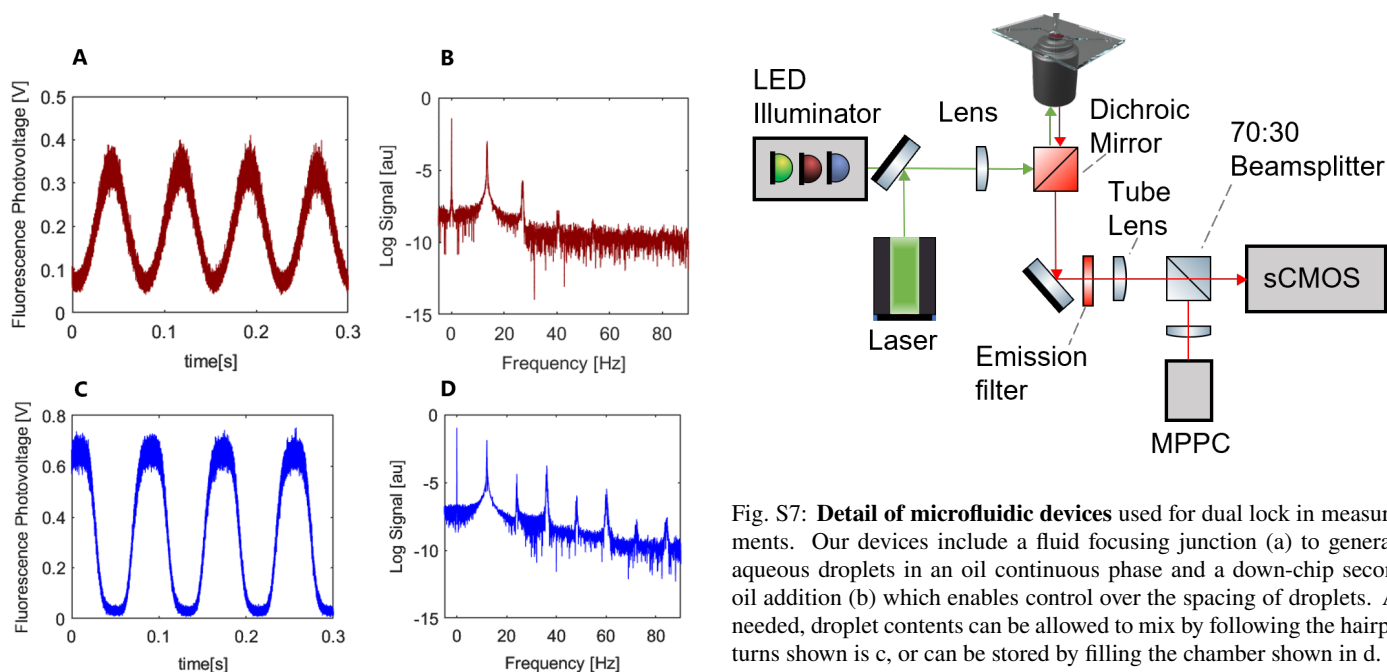 A
Fluorescence Photovoltage [V]
0.5
0.4
0.3
0.2
0.1
0
0
0.1
0.2
0.3
time[s]
B
Log Signal [au]
0
-5
-10
-15
0
20
40
60
80
Frequency [Hz]
C
Fluorescence Photovoltage [V]
0.8
0.6
0.4
0.2
0
0
0.1
0.2
0.3
time[s]
D
Log Signal [au]
0
-5
-10
-15
0
20
40
60
80
Frequency [Hz]
LED
Illuminator
Lens
Dichroic
Mirror
70:30
Beamsplitter
Tube
Lens
sCMOS
Laser
Emission
filter
MPPC
Fig. S7: Detail of microfluidic devices used for dual lock in measur
ments. Our devices include a fluid focusing junction (a) to genera
aqueous droplets in an oil continuous phase and a down-chip secon
oil addition (b) which enables control over the spacing of droplets. A
needed, droplet contents can be allowed to mix by following the hairp
turns shown is c, or can be stored by filling the chamber shown in d.